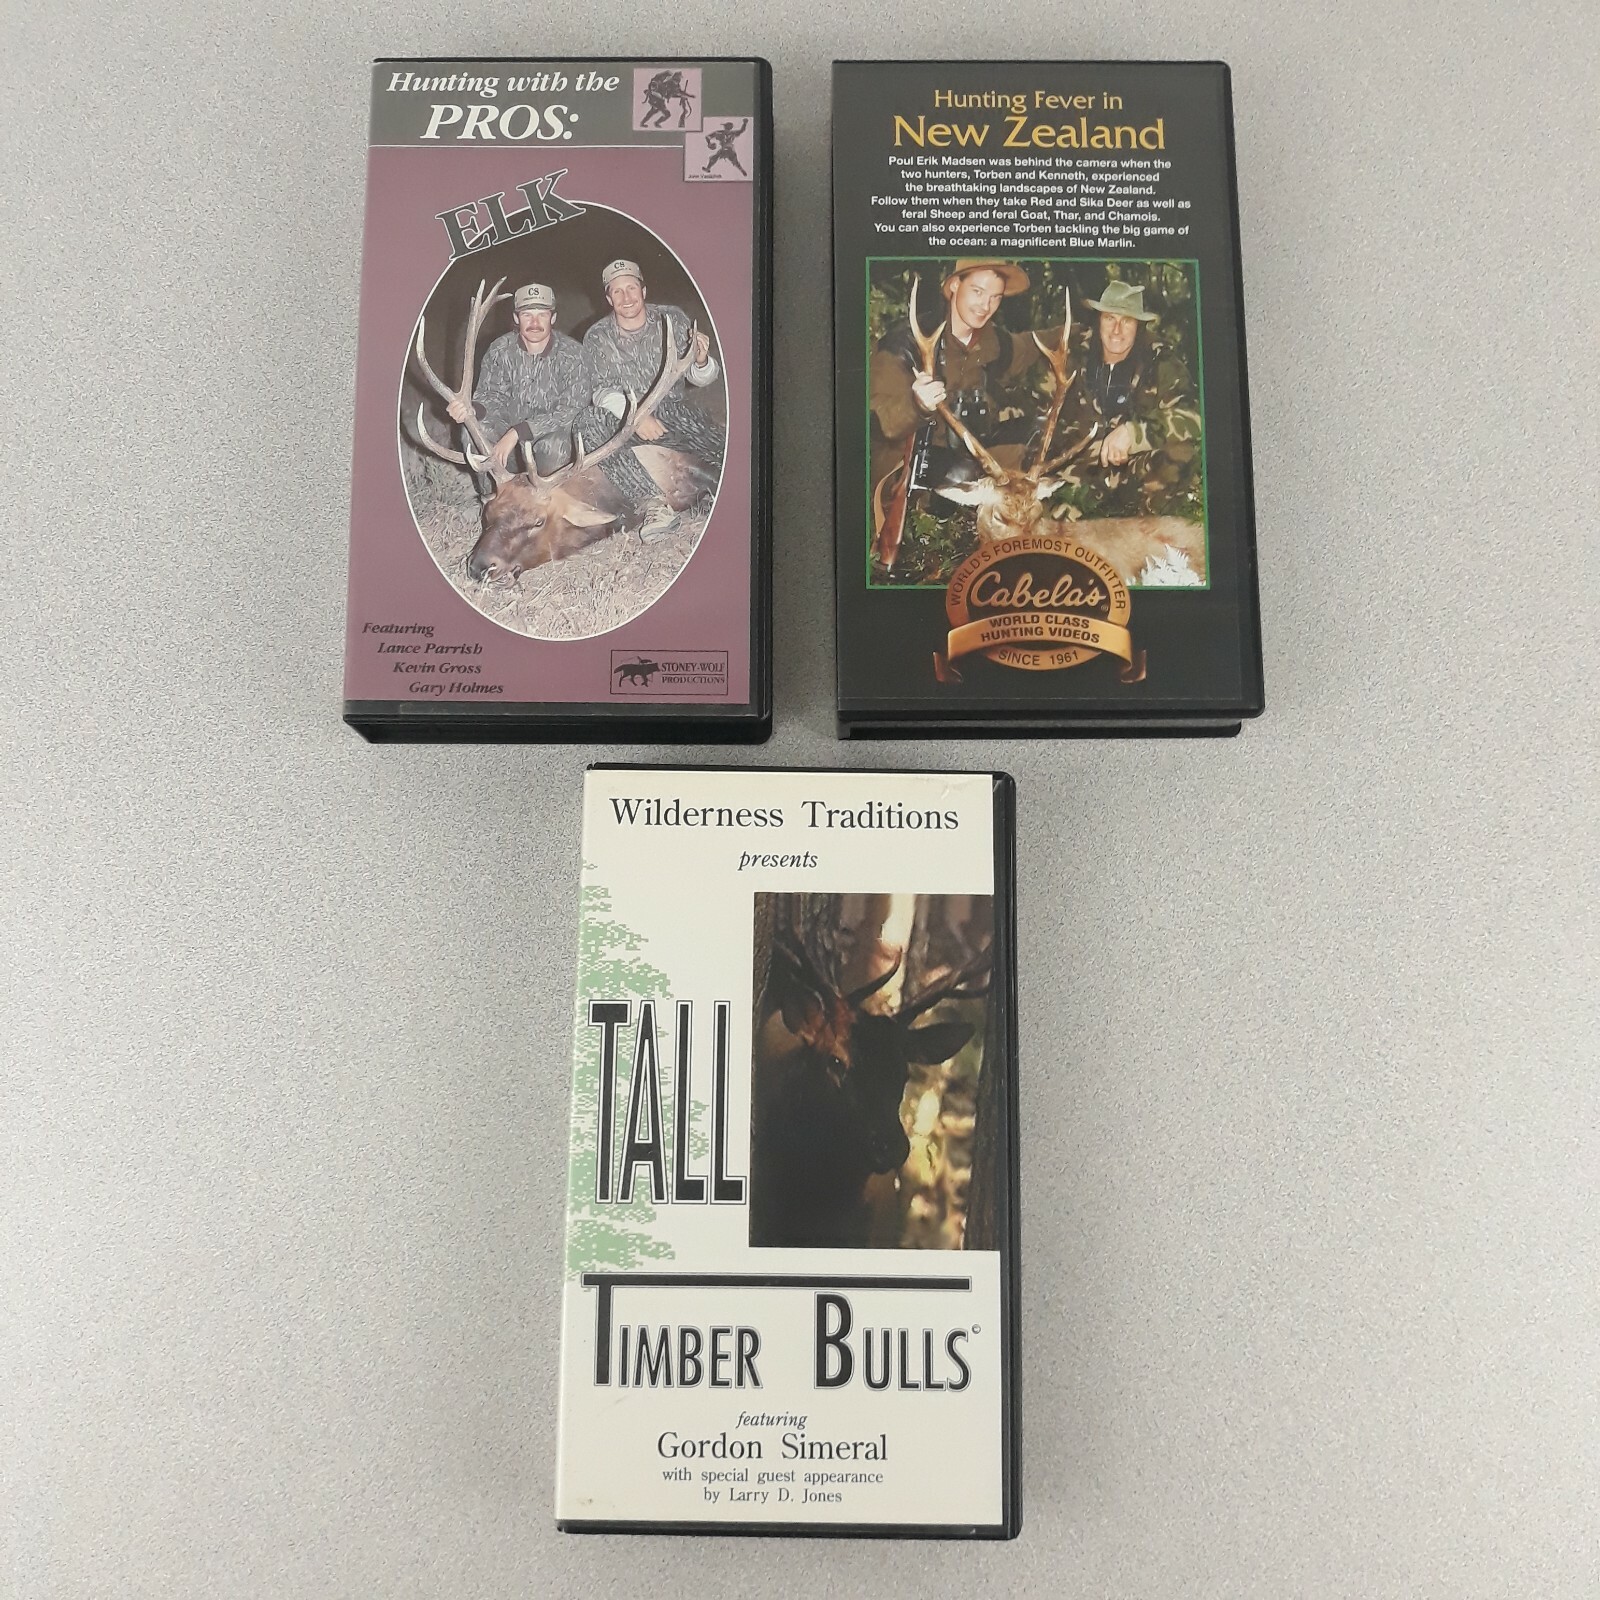 Hunting with the
PROS:
ELK
CS
CS
Featuring
Lance Parrish
Kevin Gross
Gary Holmes
STONEY-WOLF
PRODUCTIONS
Hunting Fever in
New Zealand
Poul Erik Madsen was behind the camera when the
two hunters, Torben and Kenneth, experienced
the breathtaking landscapes of New Zealand.
Follow them when they take Red and Sika Deer as well as
feral Sheep and feral Goat, Thar, and Chamois.
You can also experience Torben tackling the big game of
the ocean: a magnificent Blue Marlin.
WORLD'S FOREMOST OUTFITTER
Cabela's®
WORLD CLASS
HUNTING VIDEOS
SINCE 1961
Wilderness Traditions
presents
TALL
TIMBER BULLS©
featuring
Gordon Simeral
with special guest appearance
by Larry D. Jones